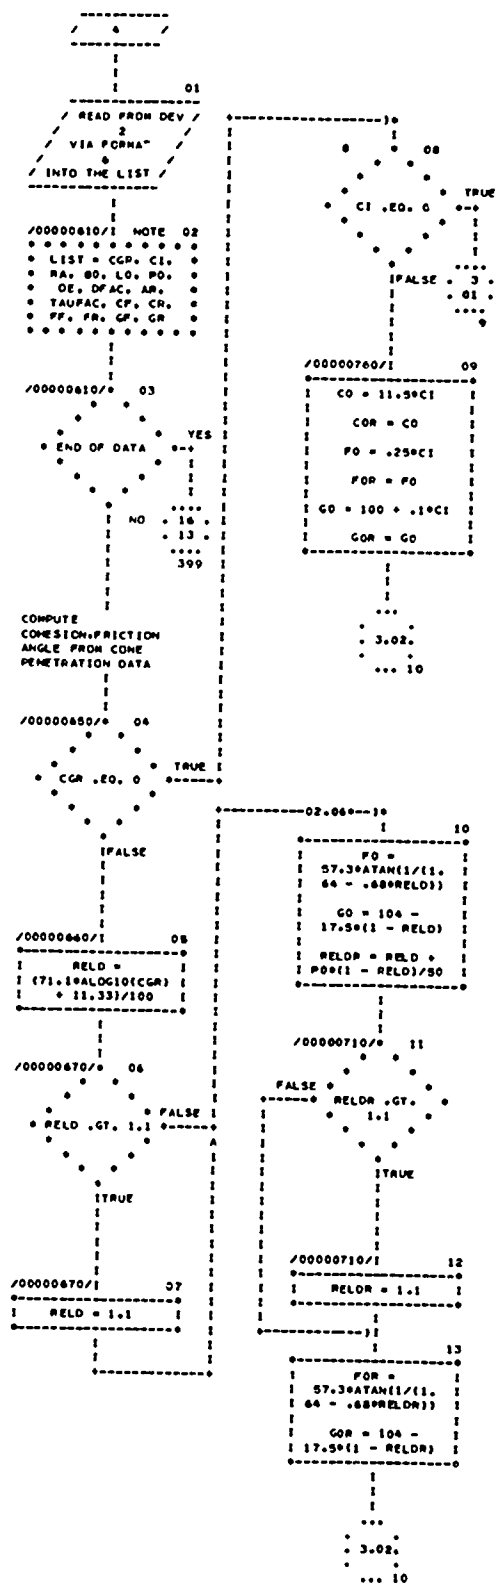 4
01
READ FROM DEV
2
VIA FORMAT
6
INTO THE LIST
/00000610/ NOTE 02
LIST = CGR, CI,
RA, BO, LO, PO,
OE, DFAC, AR,
TAUFAC, CF, CR,
FF, FR, GF, GR
/00000610/ 03
END OF DATA
YES
NO
16
13
399
COMPUTE
COHESION,FRICTION
ANGLE FROM CONE
PENETRATION DATA
/00000650/ 04
CGR .EQ. 0
TRUE
FALSE
/00000660/ 05
RELD =
(71.1*ALOG10(CGR)
+ 11.33)/100
/00000670/ 06
RELD .GT. 1.1
FALSE
A
TRUE
/00000670/ 07
RELD = 1.1
8 08
CI .EQ. 0
TRUE
FALSE
3
01
9
/00000760/ 09
CO = 11.5*CI
COR = CO
FO = .25*CI
FOR = FO
GO = 100 + .1*CI
GOR = GO
3.02.
10
02.06*
10
FO =
57.3*ATAN(1/(1.
64 - .68*RELD))
GO = 104 -
17.5*(1 - RELD)
RELDR = RELD +
PO*(1 - RELD)/50
/00000710/ 11
FALSE
RELDR .GT.
1.1
TRUE
/00000710/ 12
RELDR = 1.1
13
FOR =
57.3*ATAN(1/(1.
64 - .68*RELDR))
GOR = 104 -
17.5*(1 - RELDR)
3.02.
10